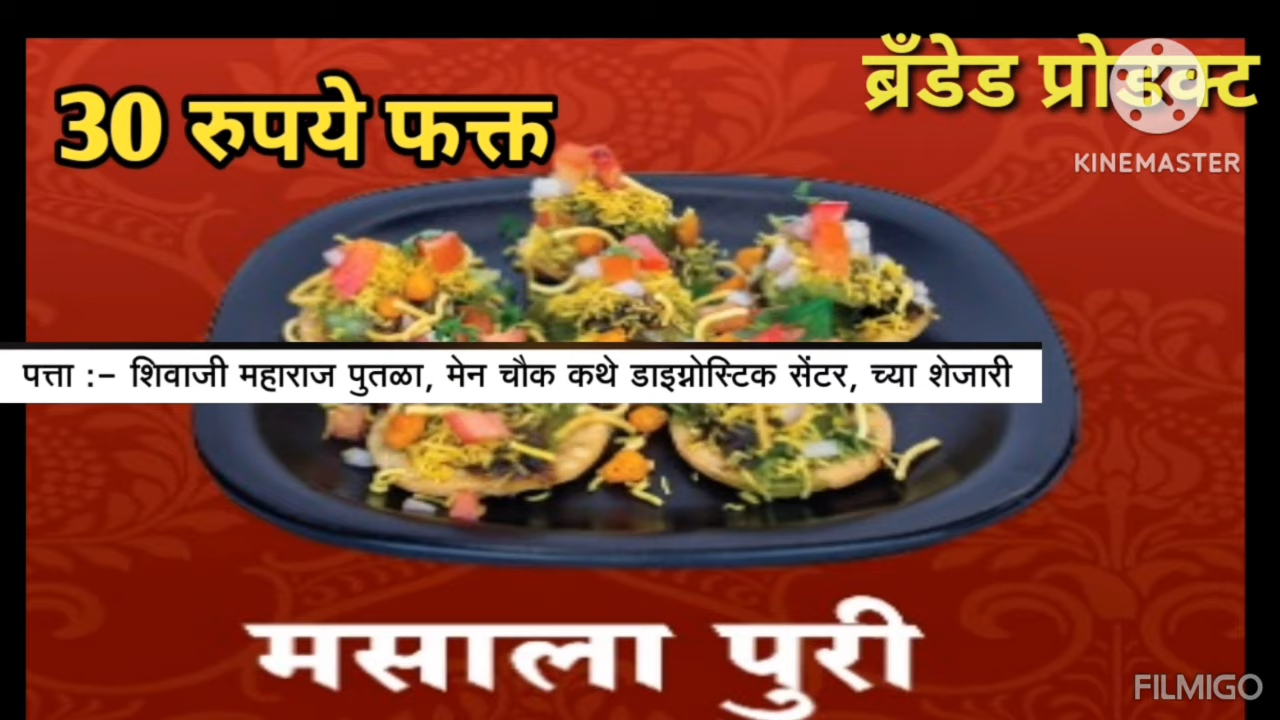 ब्रँडेड प्रोडक्ट
30 रुपये फक्त
KINEMASTER
पत्ता :– शिवाजी महाराज पुतळा, मेन चौक कथे डाइग्नोस्टिक सेंटर, च्या शेजारी
मसाला पुरी
FILMIGO